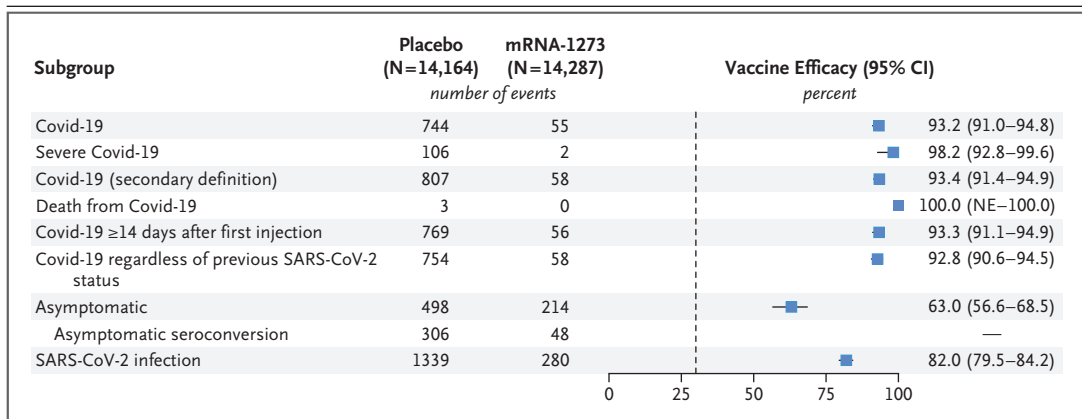 Placebo mRNA-1273
Subgroup (N=14,164) (N=14,287) Vaccine Efficacy (95% CI)
number of events percent
Covid-19 744 55 93.2 (91.0–94.8)
Severe Covid-19 106 2 98.2 (92.8–99.6)
Covid-19 (secondary definition) 807 58 93.4 (91.4–94.9)
Death from Covid-19 3 0 100.0 (NE–100.0)
Covid-19 ≥14 days after first injection 769 56 93.3 (91.1–94.9)
Covid-19 regardless of previous SARS-CoV-2 754 58 92.8 (90.6–94.5)
status
Asymptomatic 498 214 63.0 (56.6–68.5)
Asymptomatic seroconversion 306 48 —
SARS-CoV-2 infection 1339 280 82.0 (79.5–84.2)
0 25 50 75 100